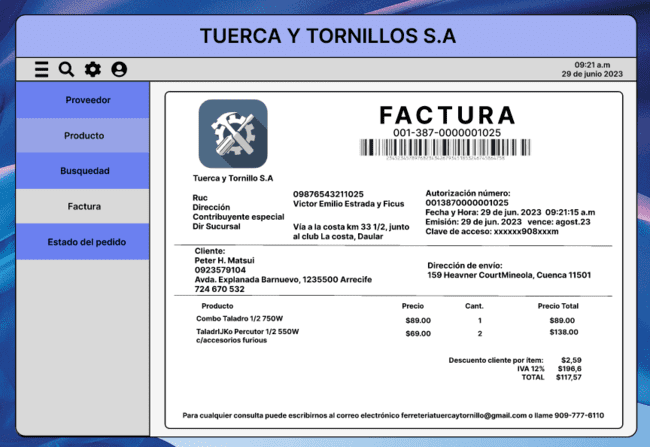 TUERCA Y TORNILLOS S.A
09:21 a.m
29 de junio 2023
Proveedor
Producto
Busquedad
Factura
Estado del pedido
Tuerca y Tornillo S.A
FACTURA
001-387-0000001025
Ruc
09876543211025
Dirección
Victor Emilio Estrada y Ficus
Contribuyente especial
Dir Sucursal
Vía a la costa km 33 1/2, junto
al club La costa, Daular
Autorización número:
0013870000001025
Fecha y Hora: 29 de jun. 2023 09:21:15 a.m
Emisión: 29 de jun. 2023 vence: agost.23
Clave de acceso: xxxxxx908xxxm
Cliente:
Peter H. Matsui
0923579104
Avda. Explanada Barnuevo, 1235500 Arrecife
724 670 532
Dirección de envío:
159 Heavner CourtMineola, Cuenca 11501
Producto Precio Cant. Precio Total
Combo Taladro 1/2 750W $89.00 1 $89.00
TaladrlJKo Percutor 1/2 550W $69.00 2 $138.00
c/accesorios furious
Descuento cliente por ítem: $2,59
IVA 12% $196,6
TOTAL $117,57
Para cualquier consulta puede escribirnos al correo electrónico ferreteriatuercaytornillo@gmail.com o llame 909-777-6110